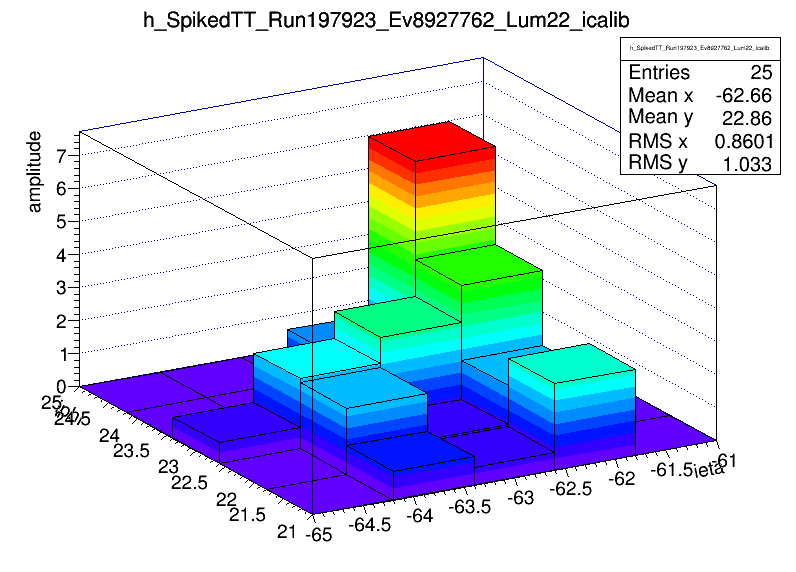 h_SpikedTT_Run197923_Ev8927762_Lum22_icalib
h_SpikedTT_Run197923_Ev8927762_Lum22_icalib
Entries 25
Mean x -62.66
Mean y 22.86
RMS x 0.8601
RMS y 1.033
amplitude
7
6
5
4
3
2
1
0
25
24.5
24
23.5
23
22.5
22
21.5
21
-65
-64.5
-64
-63.5
-63
-62.5
-62
-61.5
-61
ieta